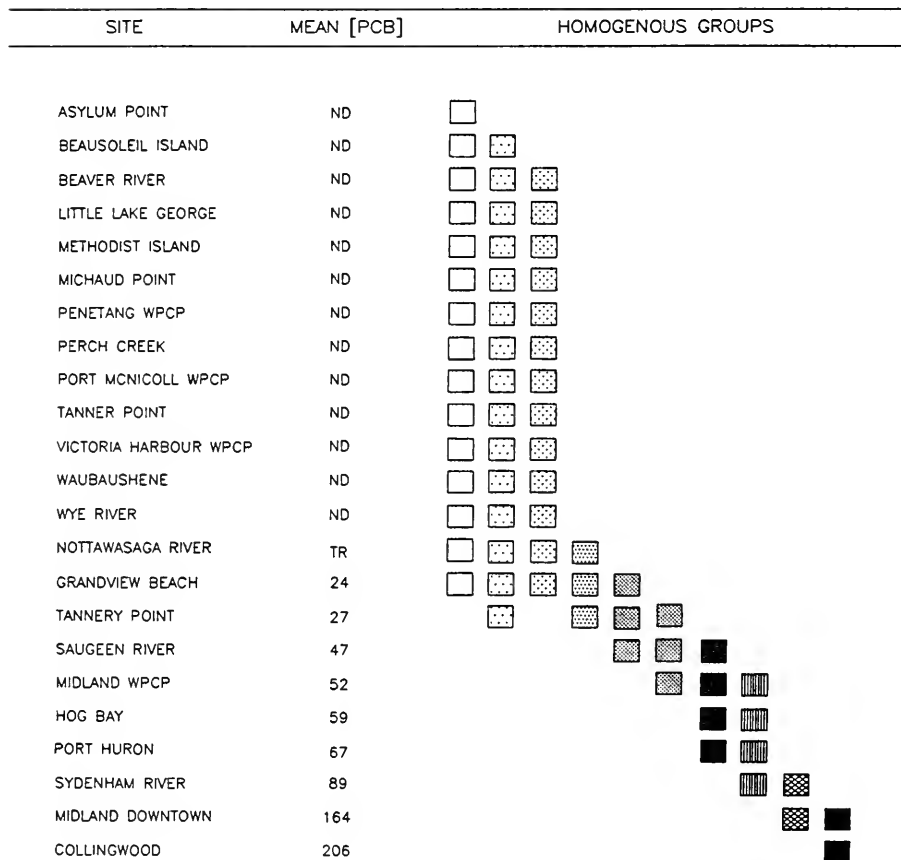 SITE MEAN [PCB] HOMOGENOUS GROUPS
ASYLUM POINT ND
BEAUSOLEIL ISLAND ND
BEAVER RIVER ND
LITTLE LAKE GEORGE ND
METHODIST ISLAND ND
MICHAUD POINT ND
PENETANG WPCP ND
PERCH CREEK ND
PORT MCNICOLL WPCP ND
TANNER POINT ND
VICTORIA HARBOUR WPCP ND
WAUBAUSHENE ND
WYE RIVER ND
NOTTAWASAGA RIVER TR
GRANDVIEW BEACH 24
TANNERY POINT 27
SAUGEEN RIVER 47
MIDLAND WPCP 52
HOG BAY 59
PORT HURON 67
SYDENHAM RIVER 89
MIDLAND DOWNTOWN 164
COLLINGWOOD 206